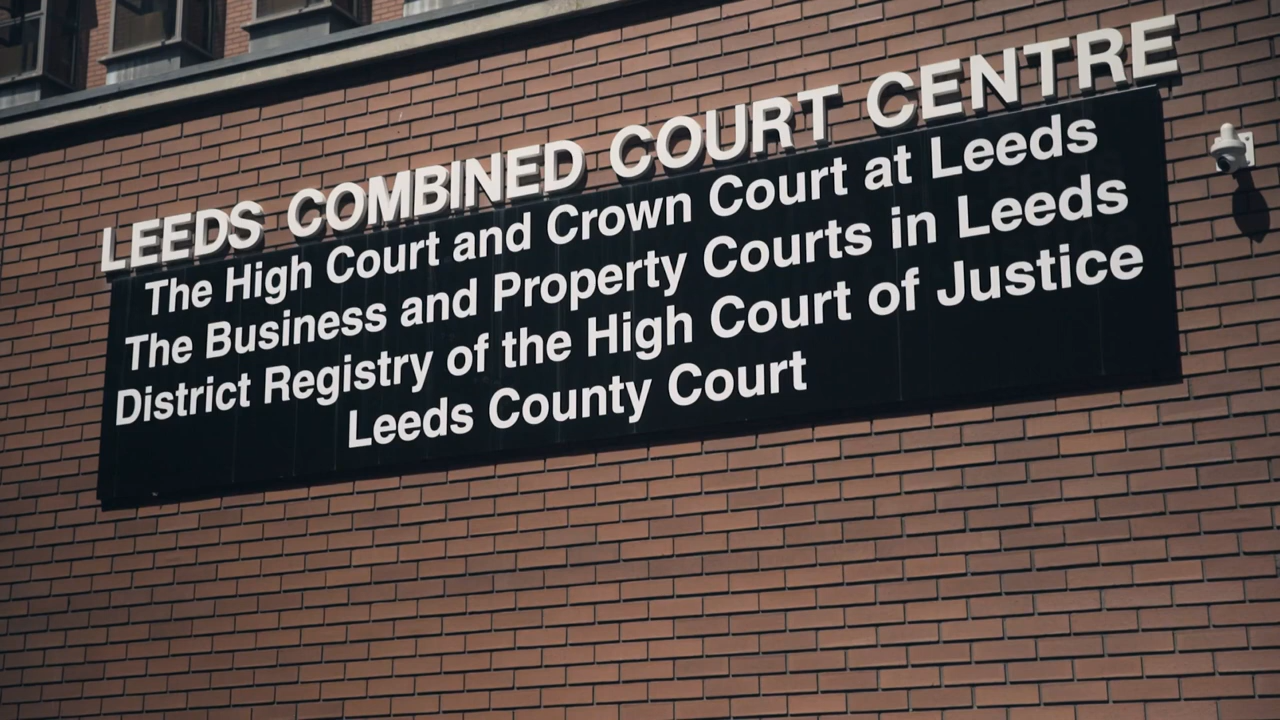 LEEDS COMBINED COURT CENTRE
The High Court and Crown Court at Leeds
The Business and Property Courts in Leeds
District Registry of the High Court of Justice
Leeds County Court